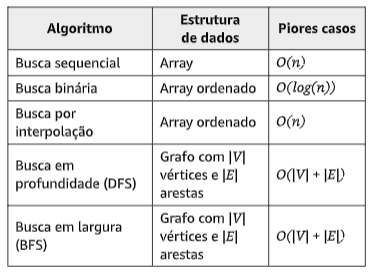 Algoritmo
Estrutura
de dados
Piores casos
Busca sequencial
Array
O(n)
Busca binária
Array ordenado
O(log(n))
Busca por
interpolação
Array ordenado
O(n)
Busca em
profundidade (DFS)
Grafo com |V|
vértices e |E|
arestas
O(|V| + |E|)
Busca em largura
(BFS)
Grafo com |V|
vértices e |E|
arestas
O(|V| + |E|)